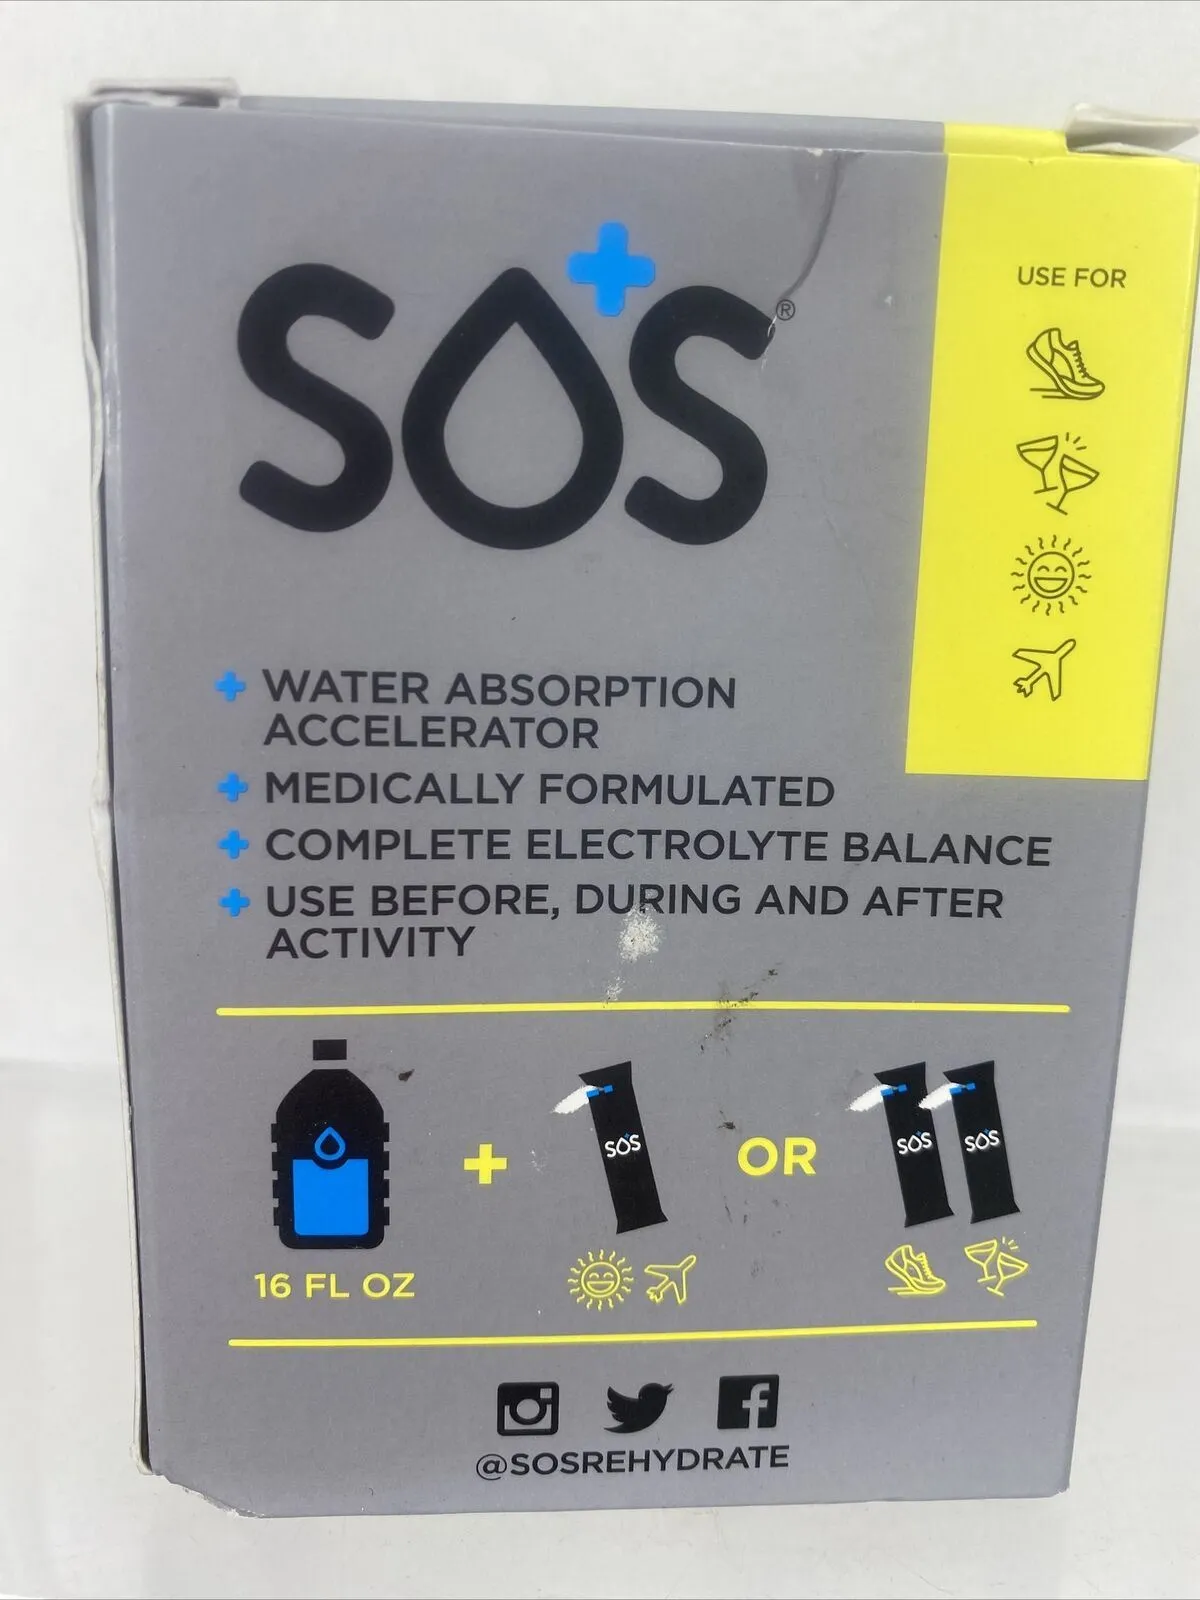 SOS®
USE FOR
WATER ABSORPTION
ACCELERATOR
MEDICALLY FORMULATED
COMPLETE ELECTROLYTE BALANCE
USE BEFORE, DURING AND AFTER
ACTIVITY
SOS
OR
SOS
SOS
16 FL OZ
@SOSREHYDRATE